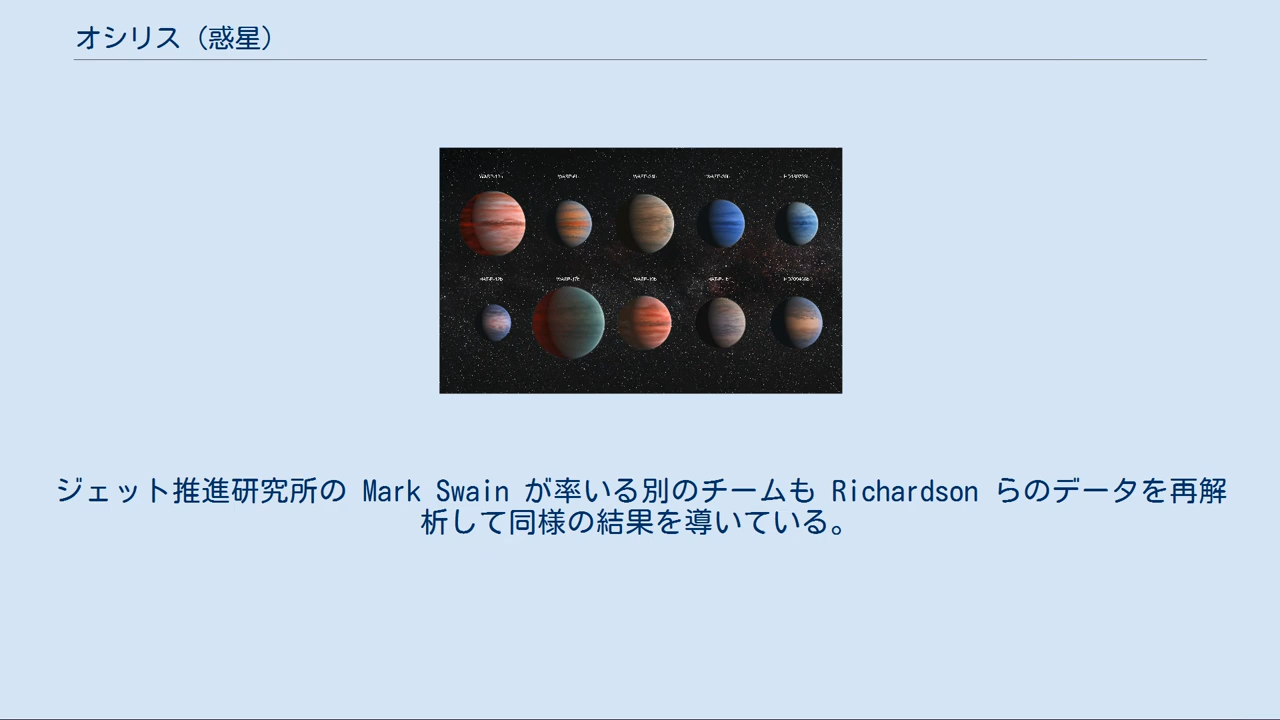 オシリス（惑星）
ジェット推進研究所の Mark Swain が率いる別のチームも Richardson らのデータを再解
析して同様の結果を導いている。